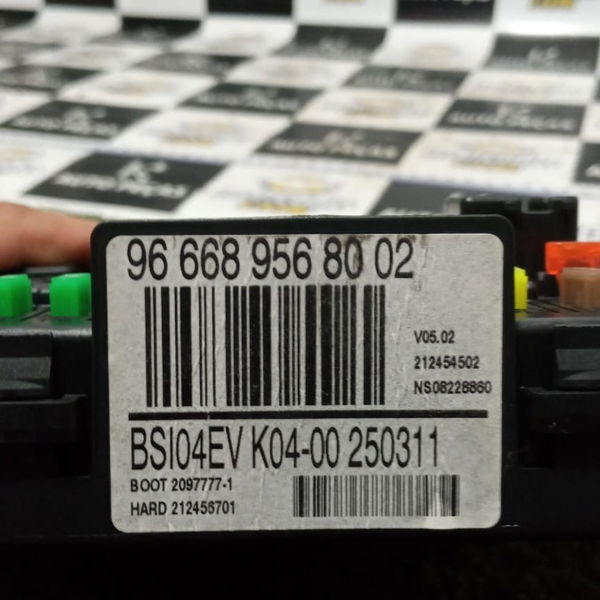 96 668 956 80 02
V05.02
212454502
NS08228860
BSI04EV K04-00 250311
BOOT 2097777-1
HARD 212456701